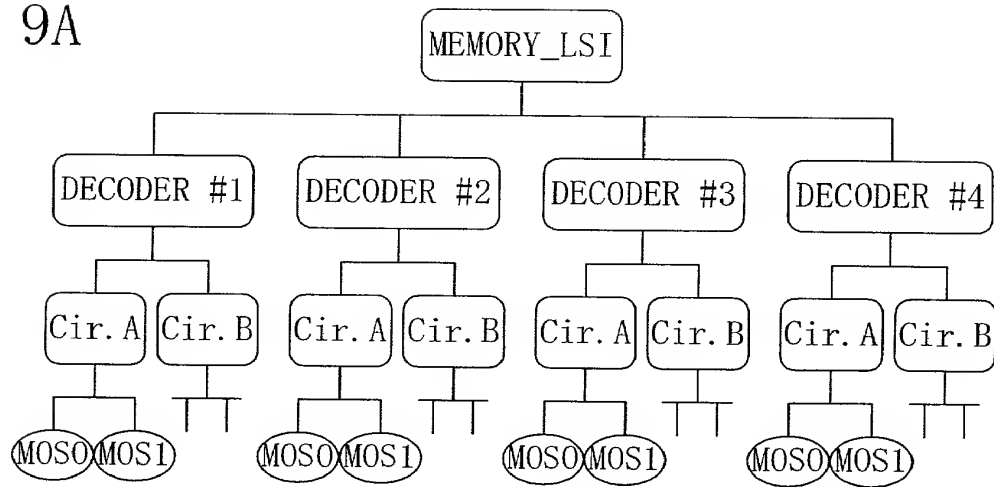 9A
MEMORY_LSI
DECODER #1 DECODER #2 DECODER #3 DECODER #4
Cir.A Cir.B Cir.A Cir.B Cir.A Cir.B Cir.A Cir.B
MOS0 MOS1 MOS0 MOS1 MOS0 MOS1 MOS0 MOS1